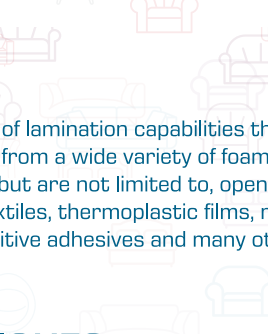 of lamination capabilities th
from a wide variety of foam
but are not limited to, open
xtiles, thermoplastic films, r
itive adhesives and many ot